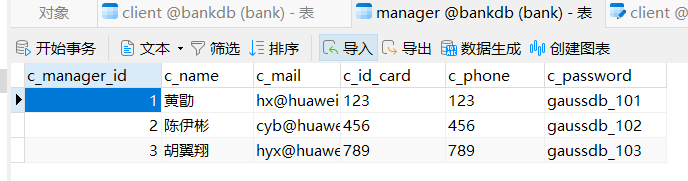 对象 client @bankdb (bank) - 表 manager @bankdb (bank) - 表 client @
开始事务 文本 筛选 排序 导入 导出 数据生成 创建图表
c_manager_id c_name c_mail c_id_card c_phone c_password
1 黄勖 hx@huawei 123 123 gaussdb_101
2 陈伊彬 cyb@huawe 456 456 gaussdb_102
3 胡翼翔 hyx@huawe 789 789 gaussdb_103